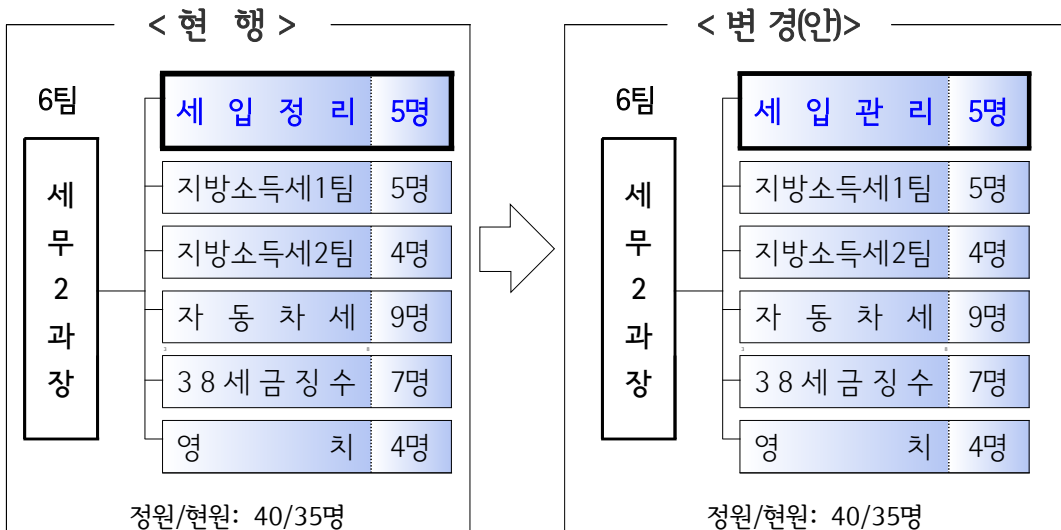 < 현 행 >
6팀
세무2과장
세 입 정 리 5명
지방소득세1팀 5명
지방소득세2팀 4명
자 동 차 세 9명
3 8 세 금 징 수 7명
영 치 4명
정원/현원: 40/35명
< 변 경(안)>
6팀
세무2과장
세 입 관 리 5명
지방소득세1팀 5명
지방소득세2팀 4명
자 동 차 세 9명
3 8 세 금 징 수 7명
영 치 4명
정원/현원: 40/35명